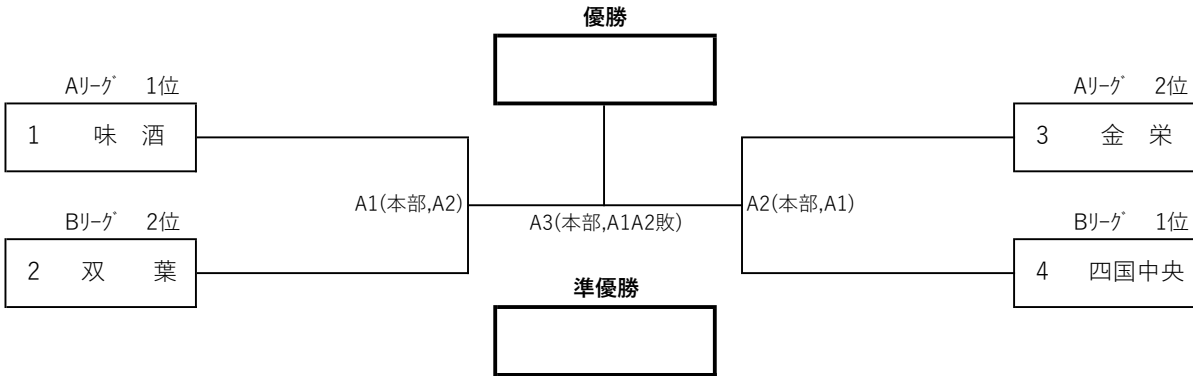 優勝
Aﾘｰｸﾞ 1位
Aﾘｰｸﾞ 2位
1 味 酒
3 金 栄
A1(本部,A2)
A3(本部,A1A2敗)
A2(本部,A1)
Bﾘｰｸﾞ 2位
Bﾘｰｸﾞ 1位
2 双 葉
4 四国中央
準優勝